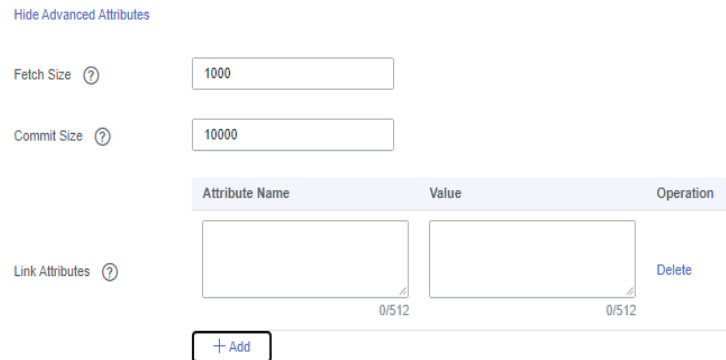 Hide Advanced Attributes
Fetch Size ?
1000
Commit Size ?
10000
Attribute Name Value Operation
Link Attributes ?
Delete
0/512 0/512
+ Add